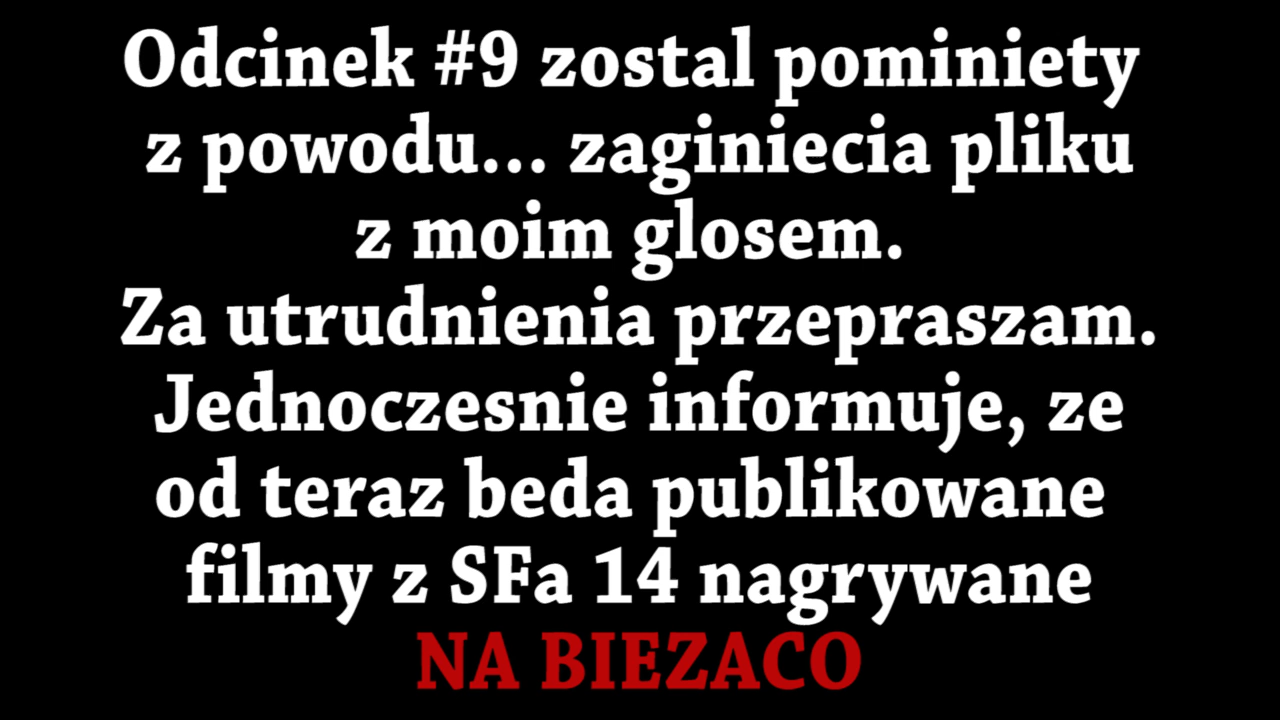 Odcinek #9 zostal pominiety
z powodu... zaginiecia pliku
z moim glosem.
Za utrudnienia przepraszam.
Jednoczesnie informuje, ze
od teraz beda publikowane
filmy z SFa 14 nagrywane
NA BIEZACO